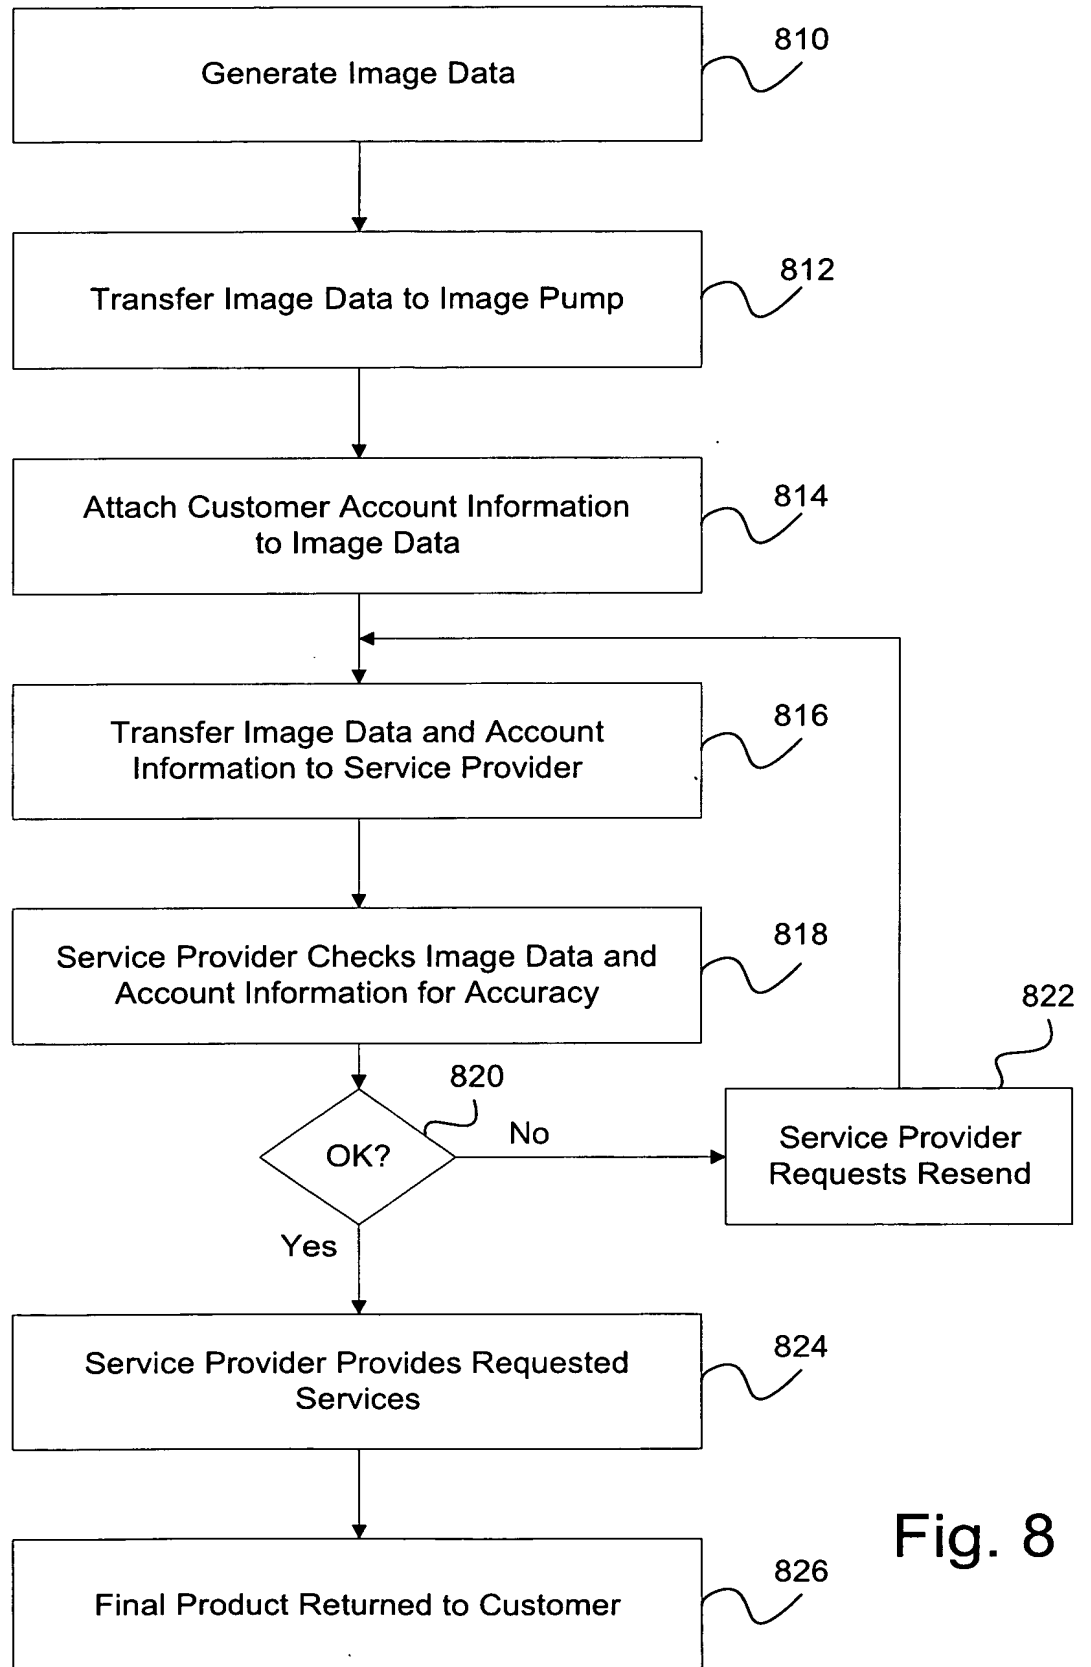 810
Generate Image Data
812
Transfer Image Data to Image Pump
814
Attach Customer Account Information
to Image Data
816
Transfer Image Data and Account
Information to Service Provider
818
Service Provider Checks Image Data and
Account Information for Accuracy
822
820
OK?
No
Service Provider
Requests Resend
Yes
824
Service Provider Provides Requested
Services
Fig. 8
826
Final Product Returned to Customer